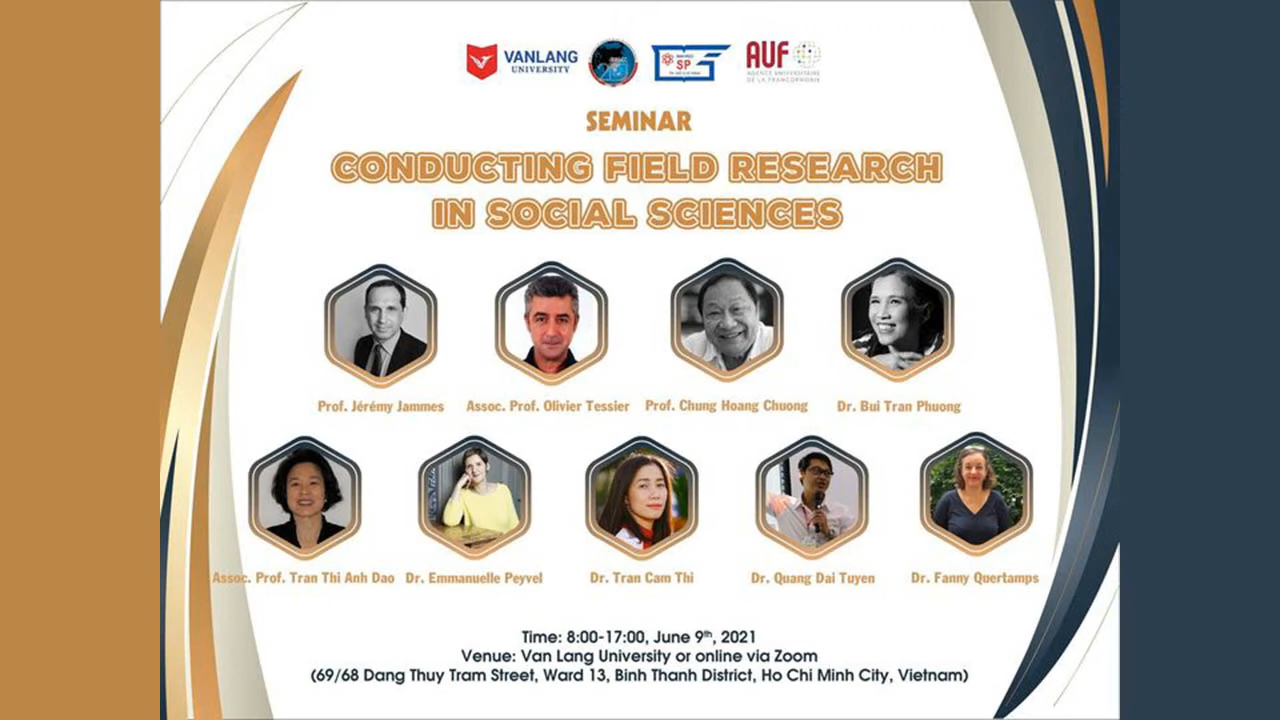 VANLANG
UNIVERSITY
SP
AUF
AGENCE UNIVERSITAIRE
DE LA FRANCOPHONIE
SEMINAR
CONDUCTING FIELD RESEARCH
IN SOCIAL SCIENCES
Prof. Jérémy Jammes
Assoc. Prof. Olivier Tessier
Prof. Chung Hoang Chuong
Dr. Bui Tran Phuong
Assoc. Prof. Tran Thi Anh Dao
Dr. Emmanuelle Peyvel
Dr. Tran Cam Thi
Dr. Quang Dai Tuyen
Dr. Fanny Quertamps
Time: 8:00-17:00, June 9th, 2021
Venue: Van Lang University or online via Zoom
(69/68 Dang Thuy Tram Street, Ward 13, Binh Thanh District, Ho Chi Minh City, Vietnam)